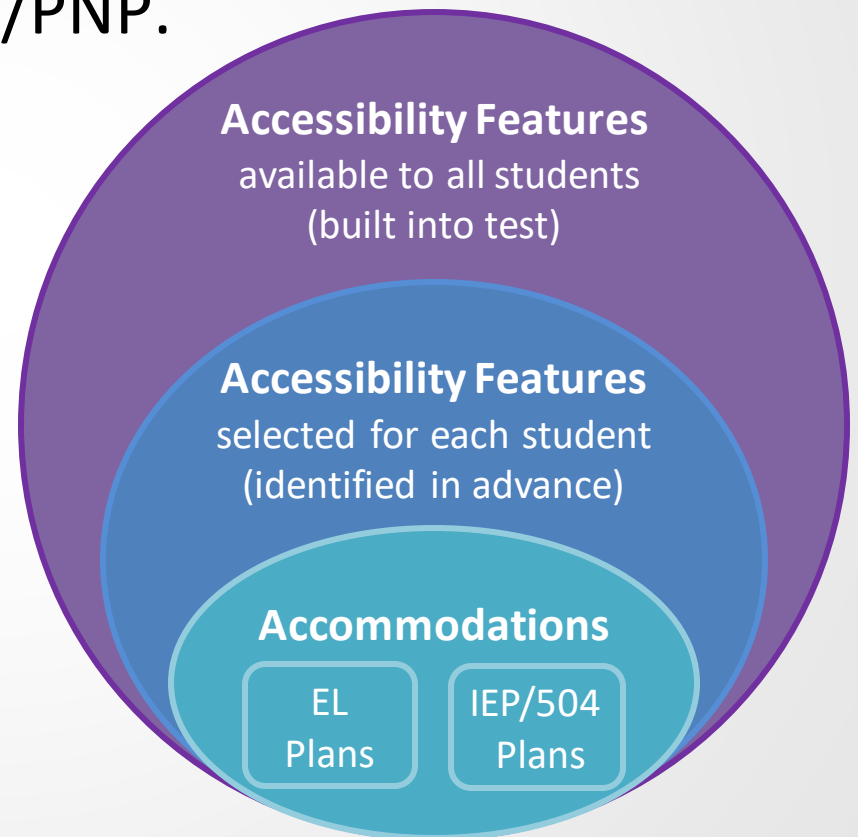 /PNP.
Accessibility Features
available to all students
(built into test)
Accessibility Features
selected for each student
(identified in advance)
Accommodations
EL
Plans
IEP/504
Plans